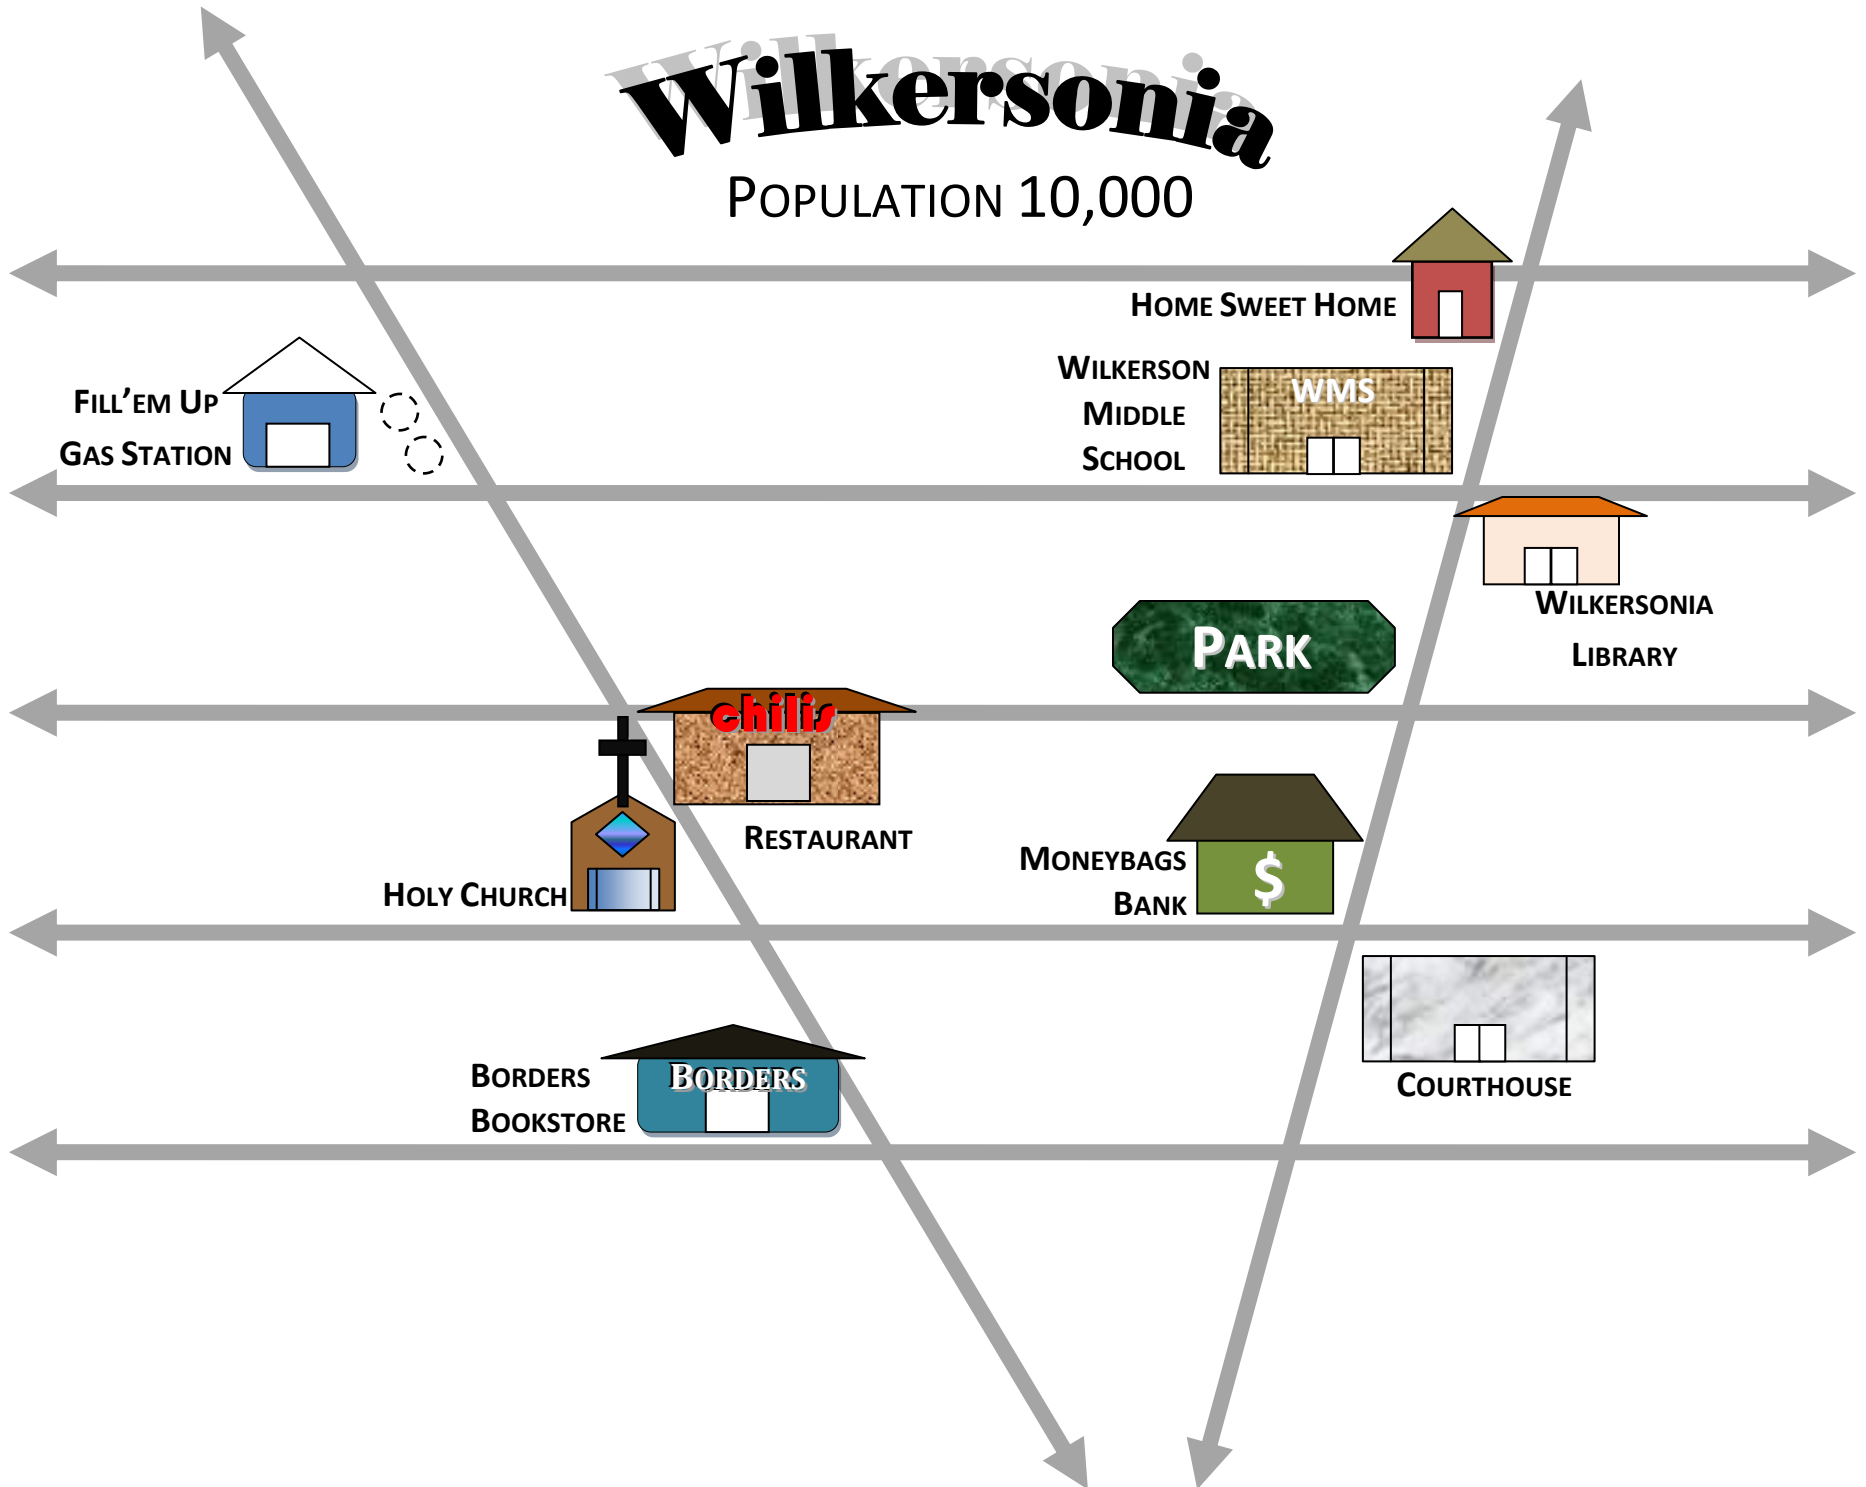 Wilkersonia
POPULATION 10,000
HOME SWEET HOME
WILKERSON
MIDDLE
SCHOOL
WMS
FILL'EM UP
GAS STATION
WILKERSONIA
LIBRARY
PARK
chilis
RESTAURANT
HOLY CHURCH
MONEYBAGS
BANK
$
BORDERS
BOOKSTORE
BORDERS
COURTHOUSE